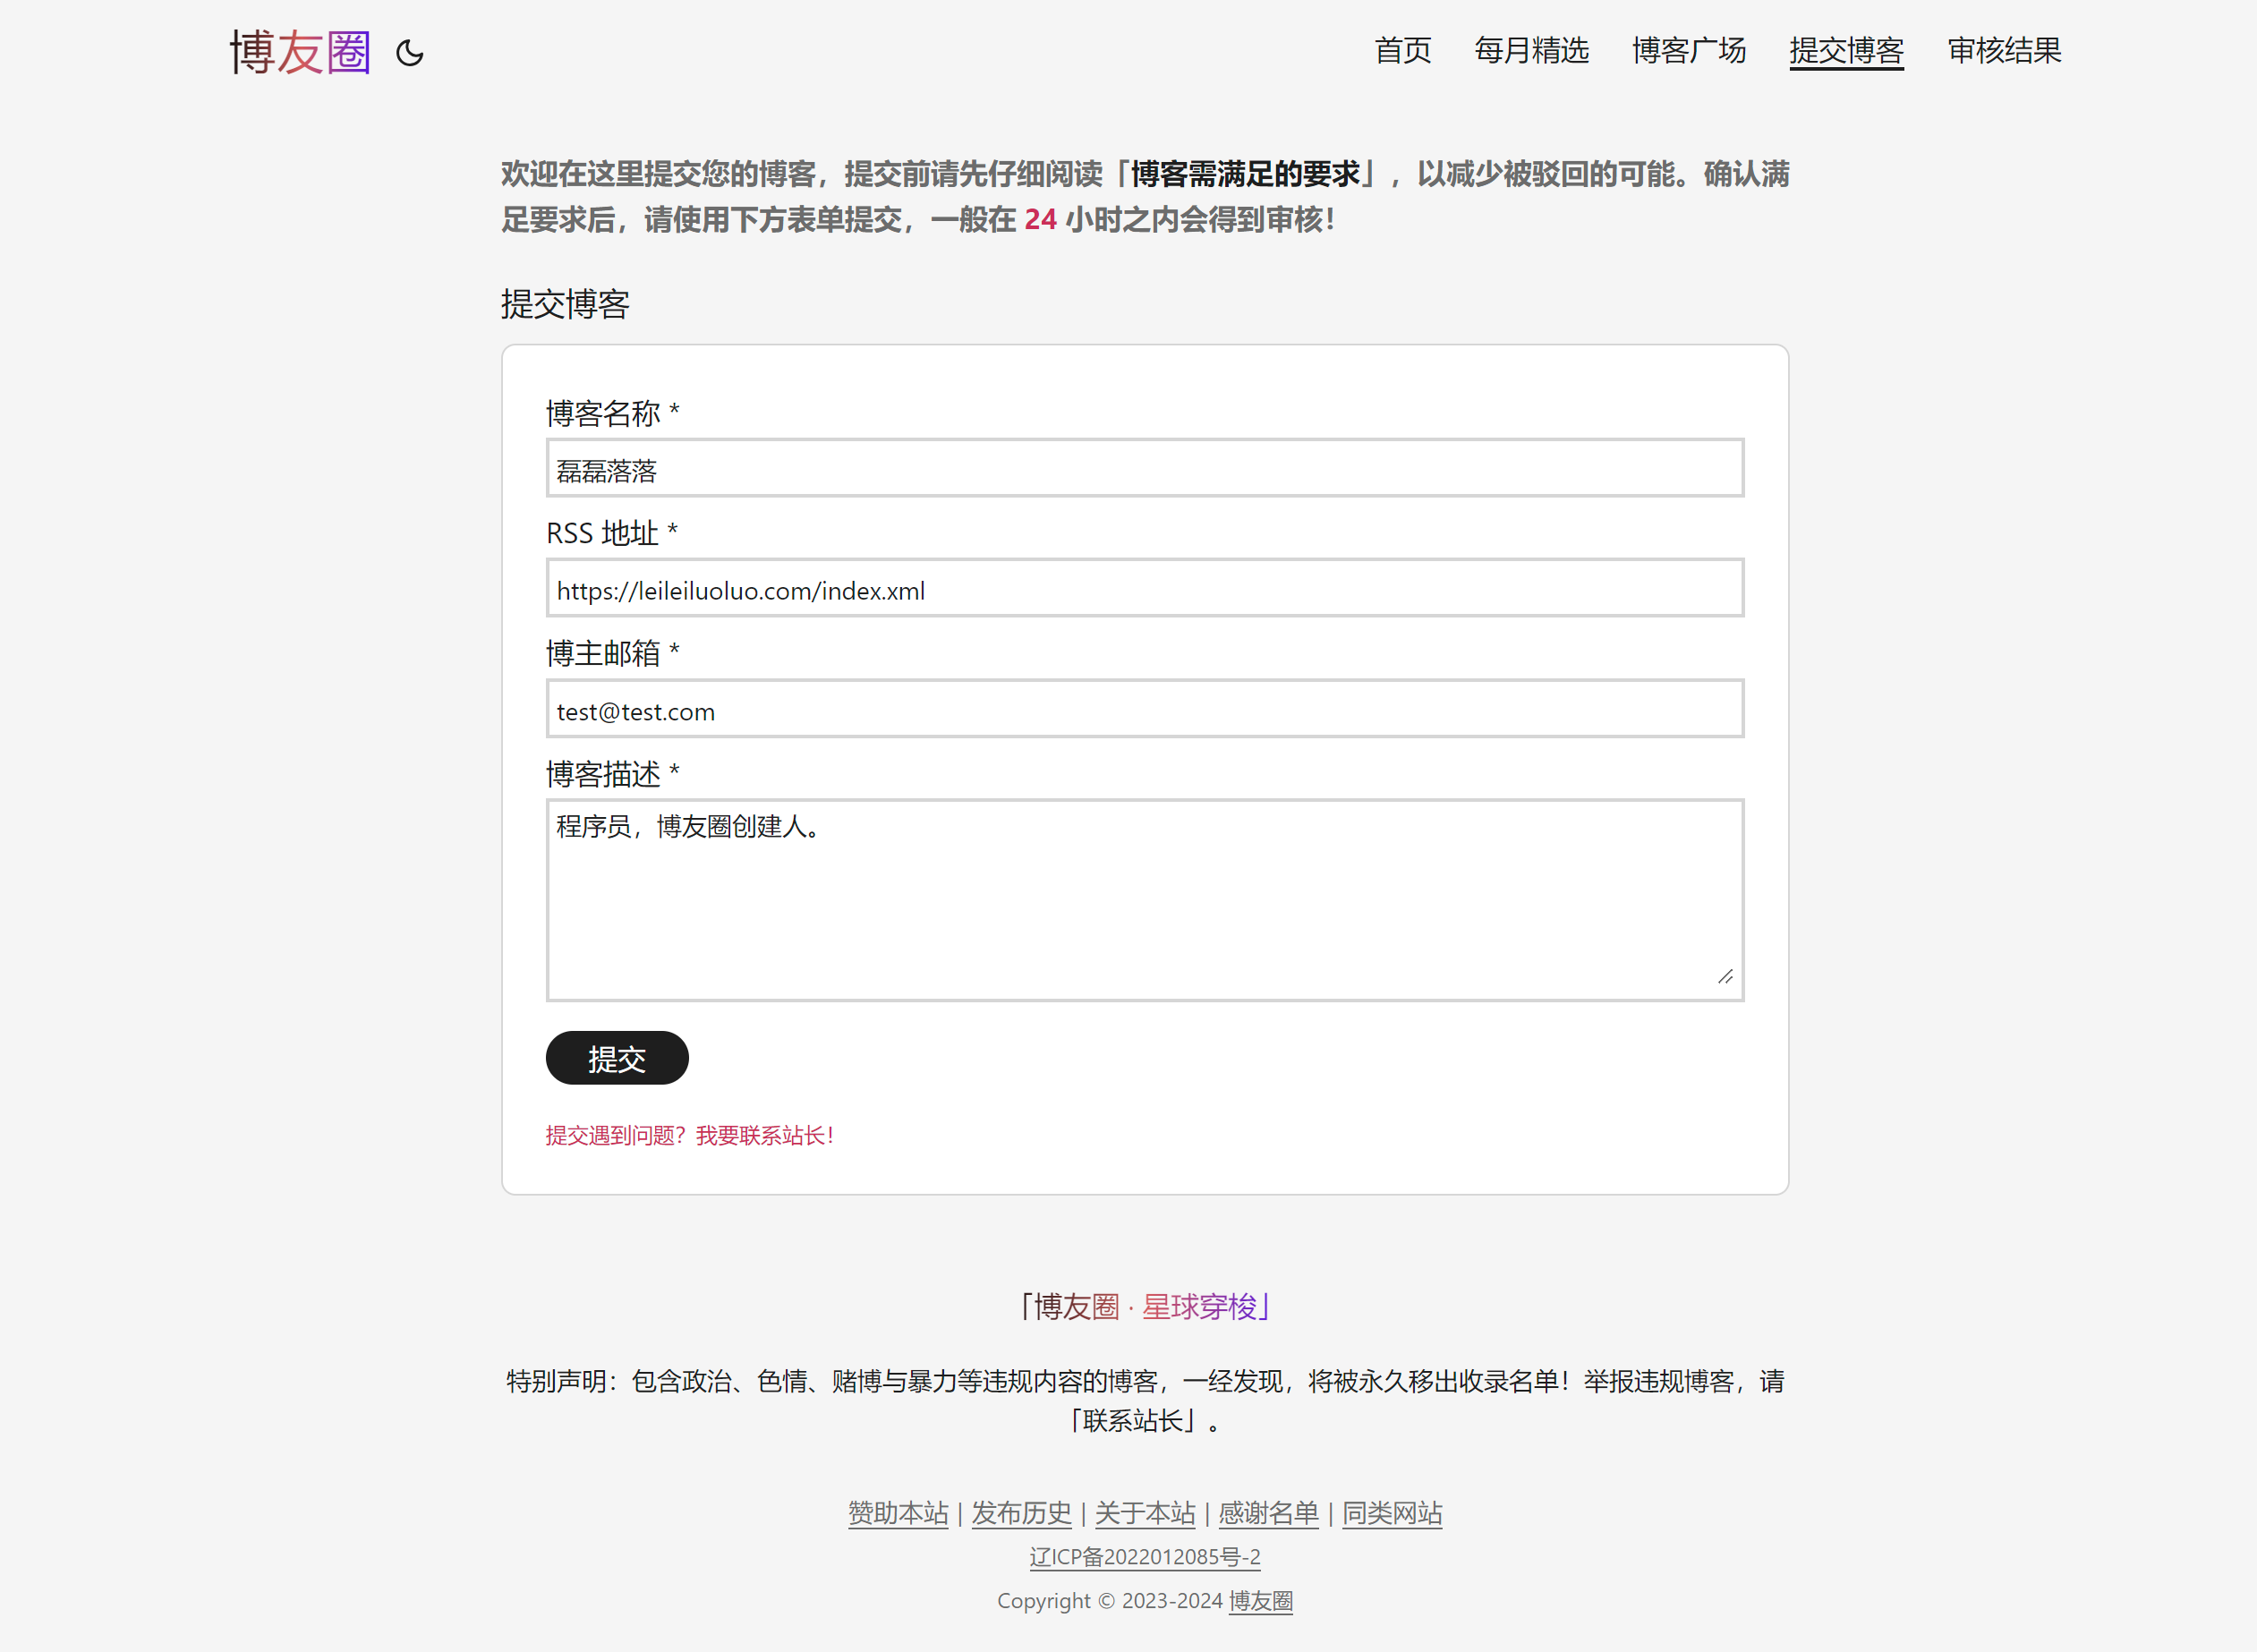 博友圈
首页 每月精选 博客广场 提交博客 审核结果
欢迎在这里提交您的博客，提交前请先仔细阅读「博客需满足的要求」，以减少被驳回的可能。确认满
足要求后，请使用下方表单提交，一般在 24 小时之内会得到审核！
提交博客
博客名称 *
磊磊落落
RSS 地址 *
https://leileiluoluo.com/index.xml
博主邮箱 *
test@test.com
博客描述 *
程序员，博友圈创建人。
提交
提交遇到问题？我要联系站长！
「博友圈 · 星球穿梭」
特别声明：包含政治、色情、赌博与暴力等违规内容的博客，一经发现，将被永久移出收录名单！举报违规博客，请
「联系站长」。
赞助本站 | 发布历史 | 关于本站 | 感谢名单 | 同类网站
辽ICP备2022012085号-2
Copyright © 2023-2024 博友圈